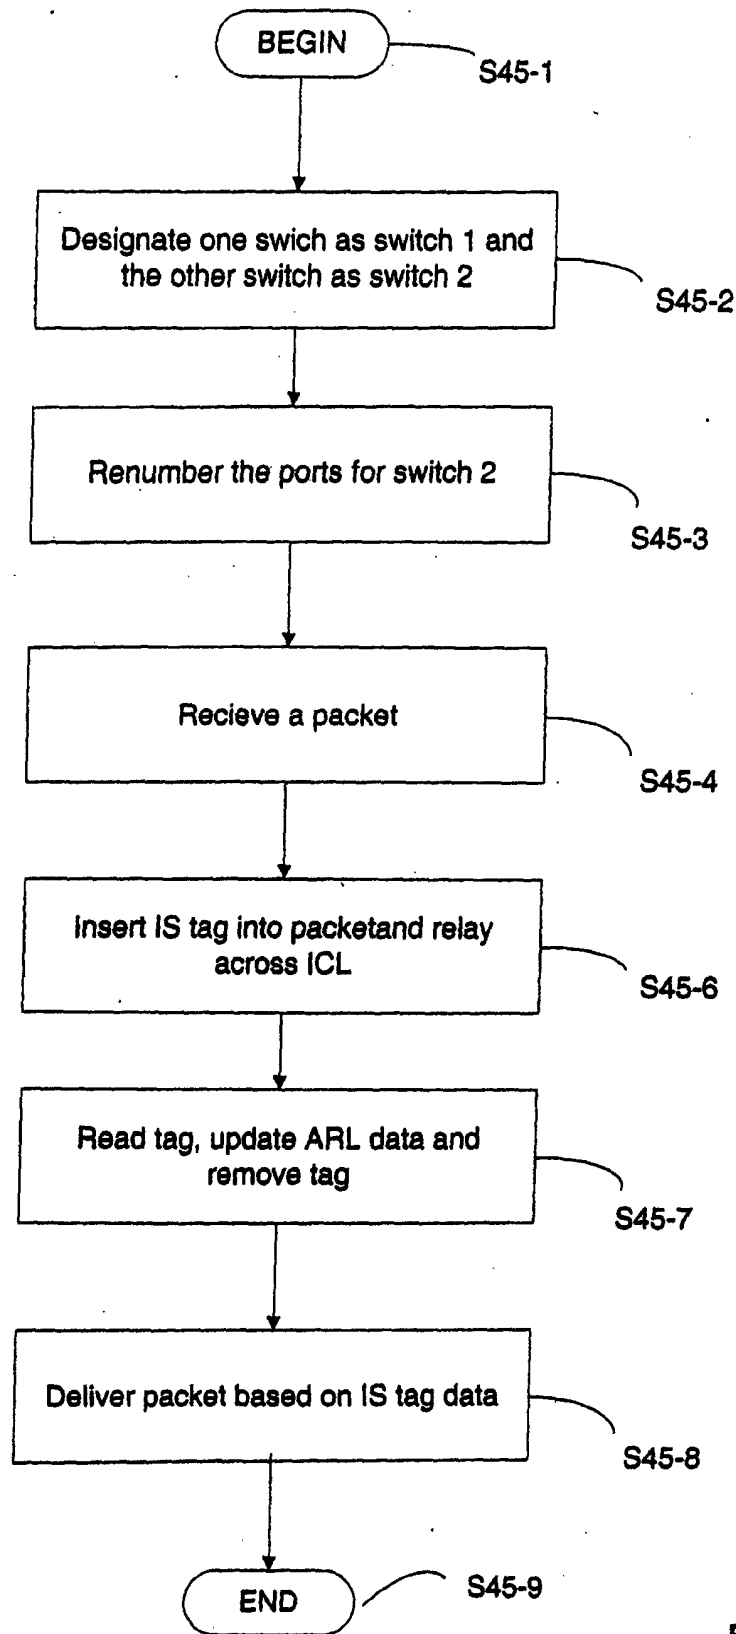 BEGIN
S45-1
Designate one swich as switch 1 and
the other switch as switch 2
S45-2
Renumber the ports for switch 2
S45-3
Recieve a packet
S45-4
Insert IS tag into packetand relay
across ICL
S45-6
Read tag, update ARL data and
remove tag
S45-7
Deliver packet based on IS tag data
S45-8
END
S45-9